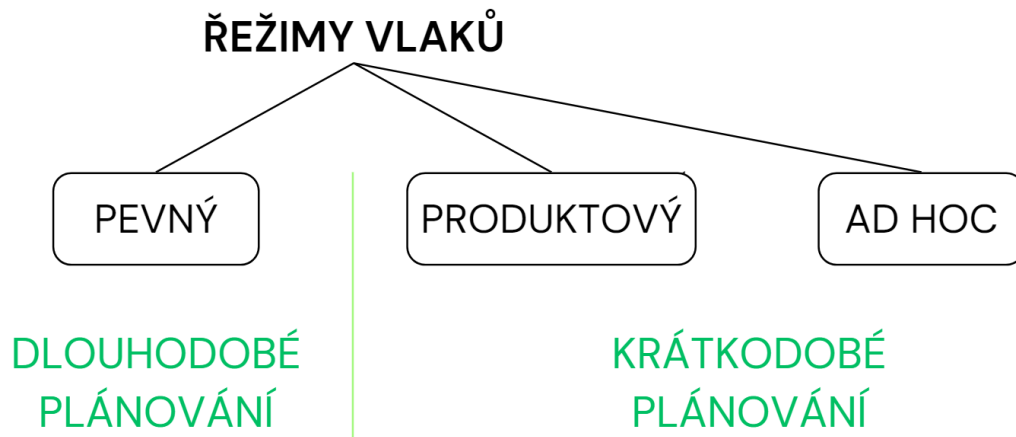 ŘEŽIMY VLAKŮ
PEVNÝ
PRODUKTOVÝ
AD HOC
DLOUHODOBÉ
PLÁNOVÁNÍ
KRÁTKODOBÉ
PLÁNOVÁNÍ